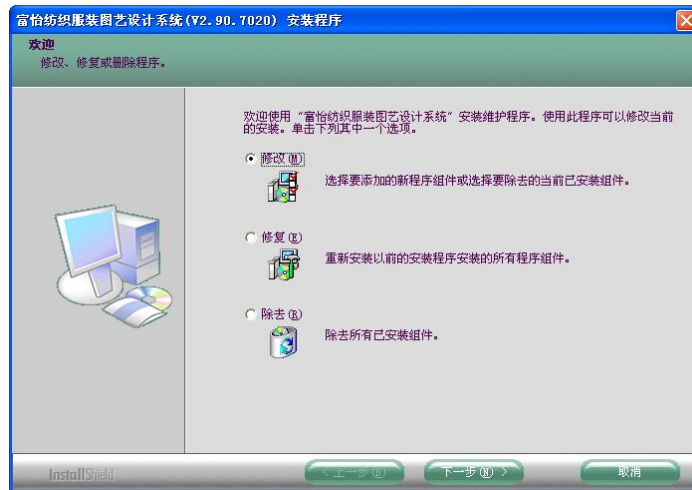 富怡纺织服装图艺设计系统(V2.90.7020) 安装程序
欢迎
修改、修复或删除程序。
欢迎使用“富怡纺织服装图艺设计系统”安装维护程序。使用此程序可以修改当前
的安装。单击下列其中一个选项。
修改(M)
选择要添加的新程序组件或选择要除去的当前已安装组件。
修复(E)
重新安装以前的安装程序安装的所有程序组件。
除去(R)
除去所有已安装组件。
InstallShield
< 上一步(B)
下一步(N) >
取消